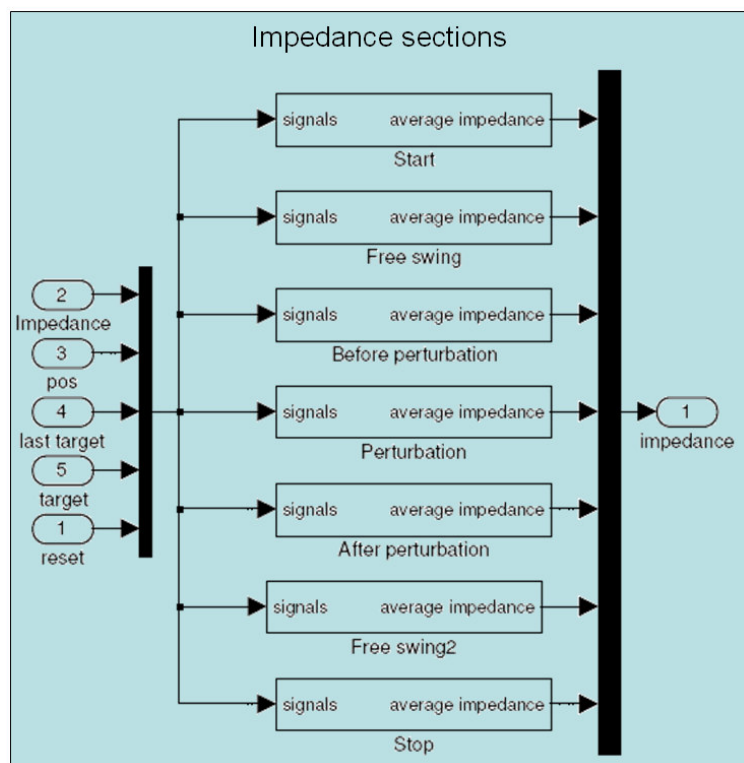 Impedance sections
signals average impedance
Start
signals average impedance
Free swing
2
Impedance
signals average impedance
Before perturbation
3
pos
4
last target
signals average impedance
Perturbation
1
impedance
5
target
signals average impedance
After perturbation
1
reset
signals average impedance
Free swing2
signals average impedance
Stop